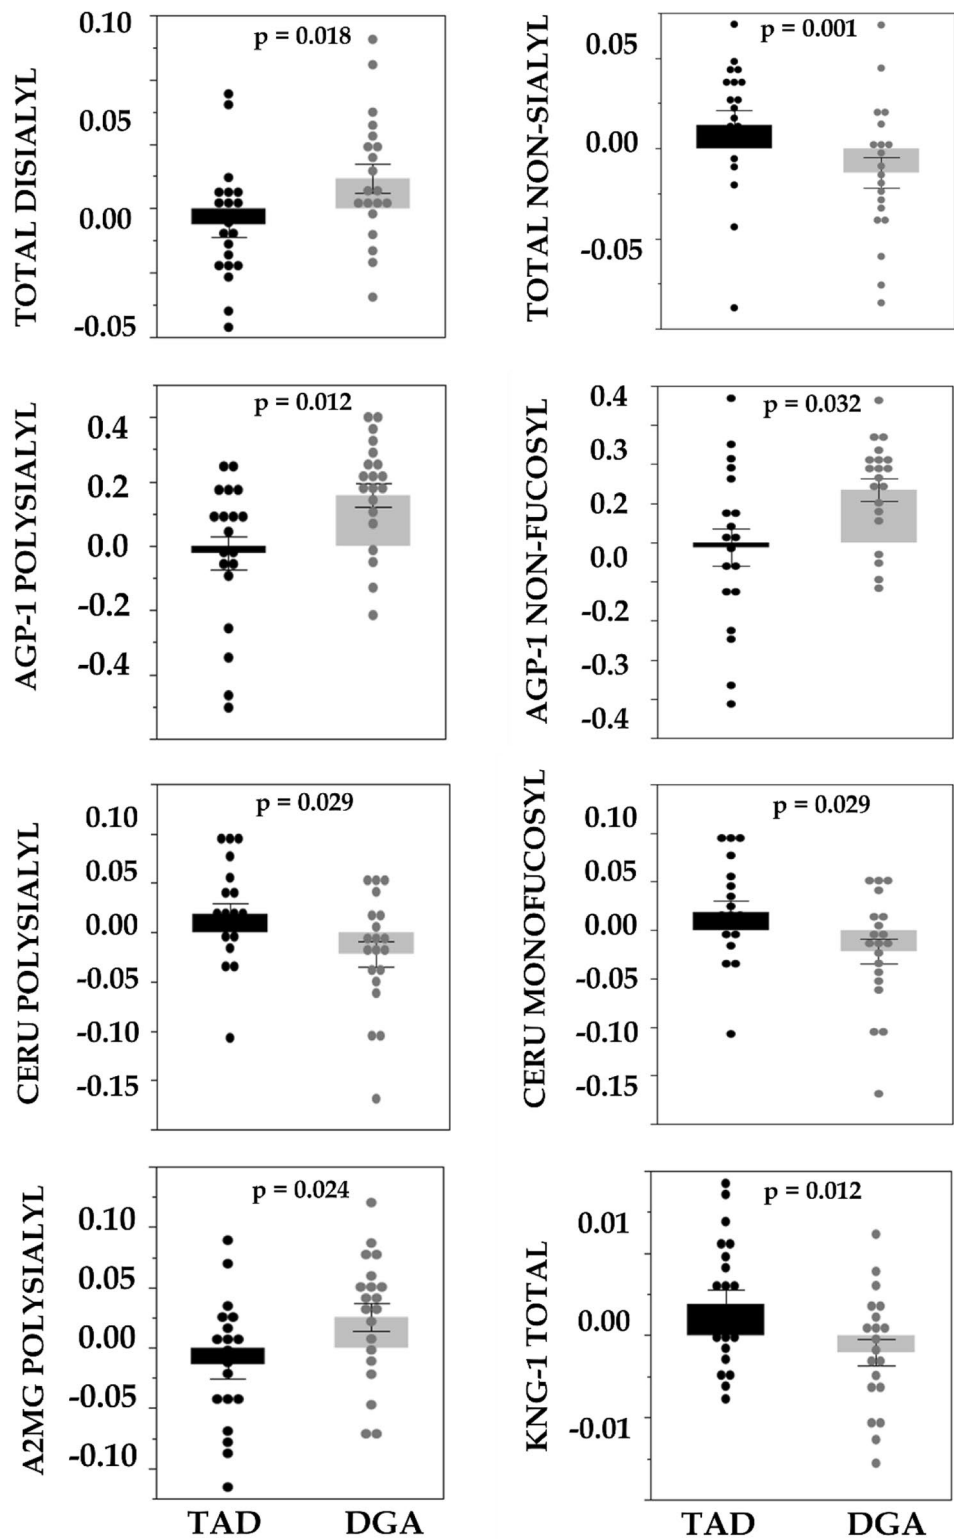 TOTAL DISIALYL
0.10
0.05
0.00
-0.05
p = 0.018
TOTAL NON-SIALYL
0.05
0.00
-0.05
p = 0.001
AGP-1 POLYSIALYL
0.4
0.2
0.0
-0.2
-0.4
p = 0.012
AGP-1 NON-FUCOSYL
0.4
0.3
0.2
0.0
-0.2
-0.3
-0.4
p = 0.032
CERU POLYSIALYL
0.10
0.05
0.00
-0.05
-0.10
-0.15
p = 0.029
CERU MONOFUCOSYL
0.10
0.05
0.00
-0.05
-0.10
-0.15
p = 0.029
A2MG POLYSIALYL
0.10
0.05
0.00
-0.05
-0.10
p = 0.024
KNG-1 TOTAL
0.01
0.00
-0.01
p = 0.012
TAD DGA
TAD DGA